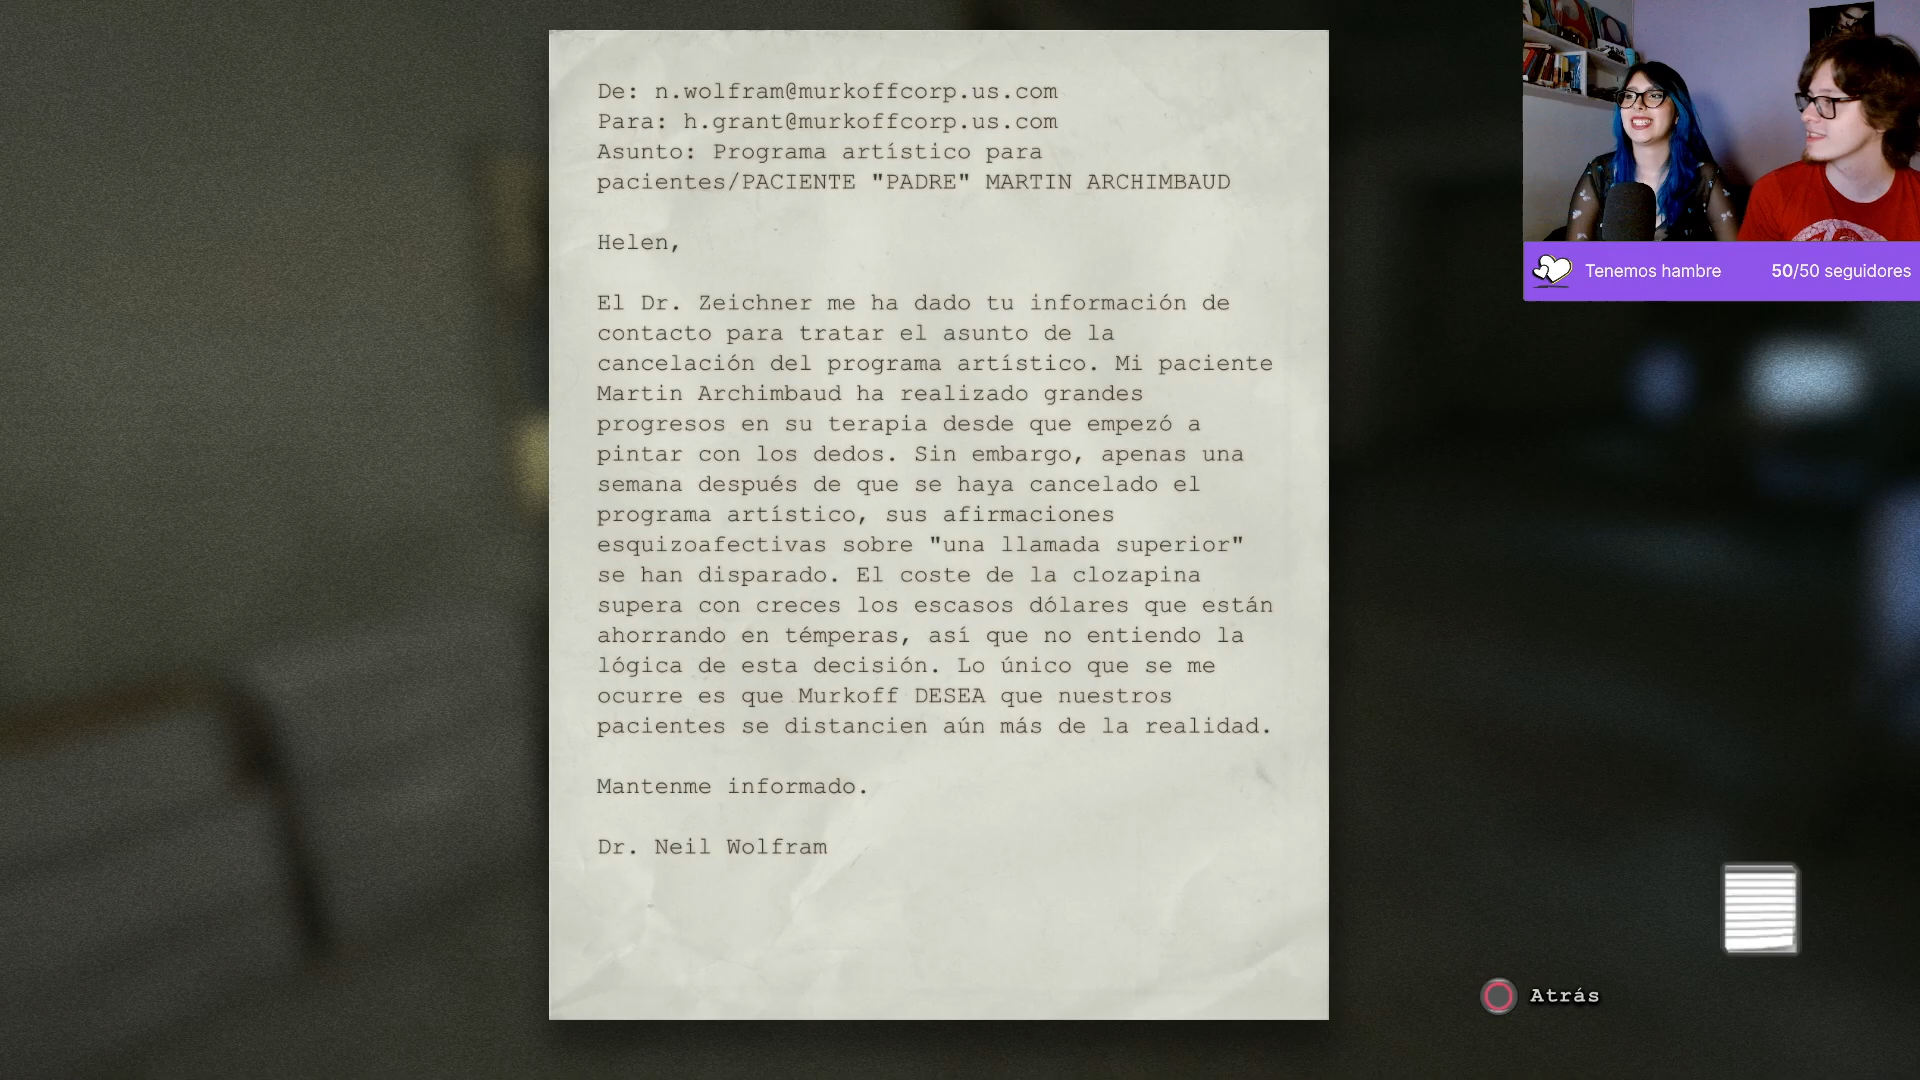 De: n.wolfram@murkoffcorp.us.com
Para: h.grant@murkoffcorp.us.com
Asunto: Programa artístico para
pacientes/PACIENTE "PADRE" MARTIN ARCHIMBAUD
Helen,
El Dr. Zeichner me ha dado tu información de
contacto para tratar el asunto de la
cancelación del programa artístico. Mi paciente
Martin Archimbaud ha realizado grandes
progresos en su terapia desde que empezó a
pintar con los dedos. Sin embargo, apenas una
semana después de que se haya cancelado el
programa artístico, sus afirmaciones
esquizoafectivas sobre "una llamada superior"
se han disparado. El coste de la clozapina
supera con creces los escasos dólares que están
ahorrando en témperas, así que no entiendo la
lógica de esta decisión. Lo único que se me
ocurre es que Murkoff DESEA que nuestros
pacientes se distancien aún más de la realidad.
Mantenme informado.
Dr. Neil Wolfram
Tenemos hambre 50/50 seguidores
Atrás